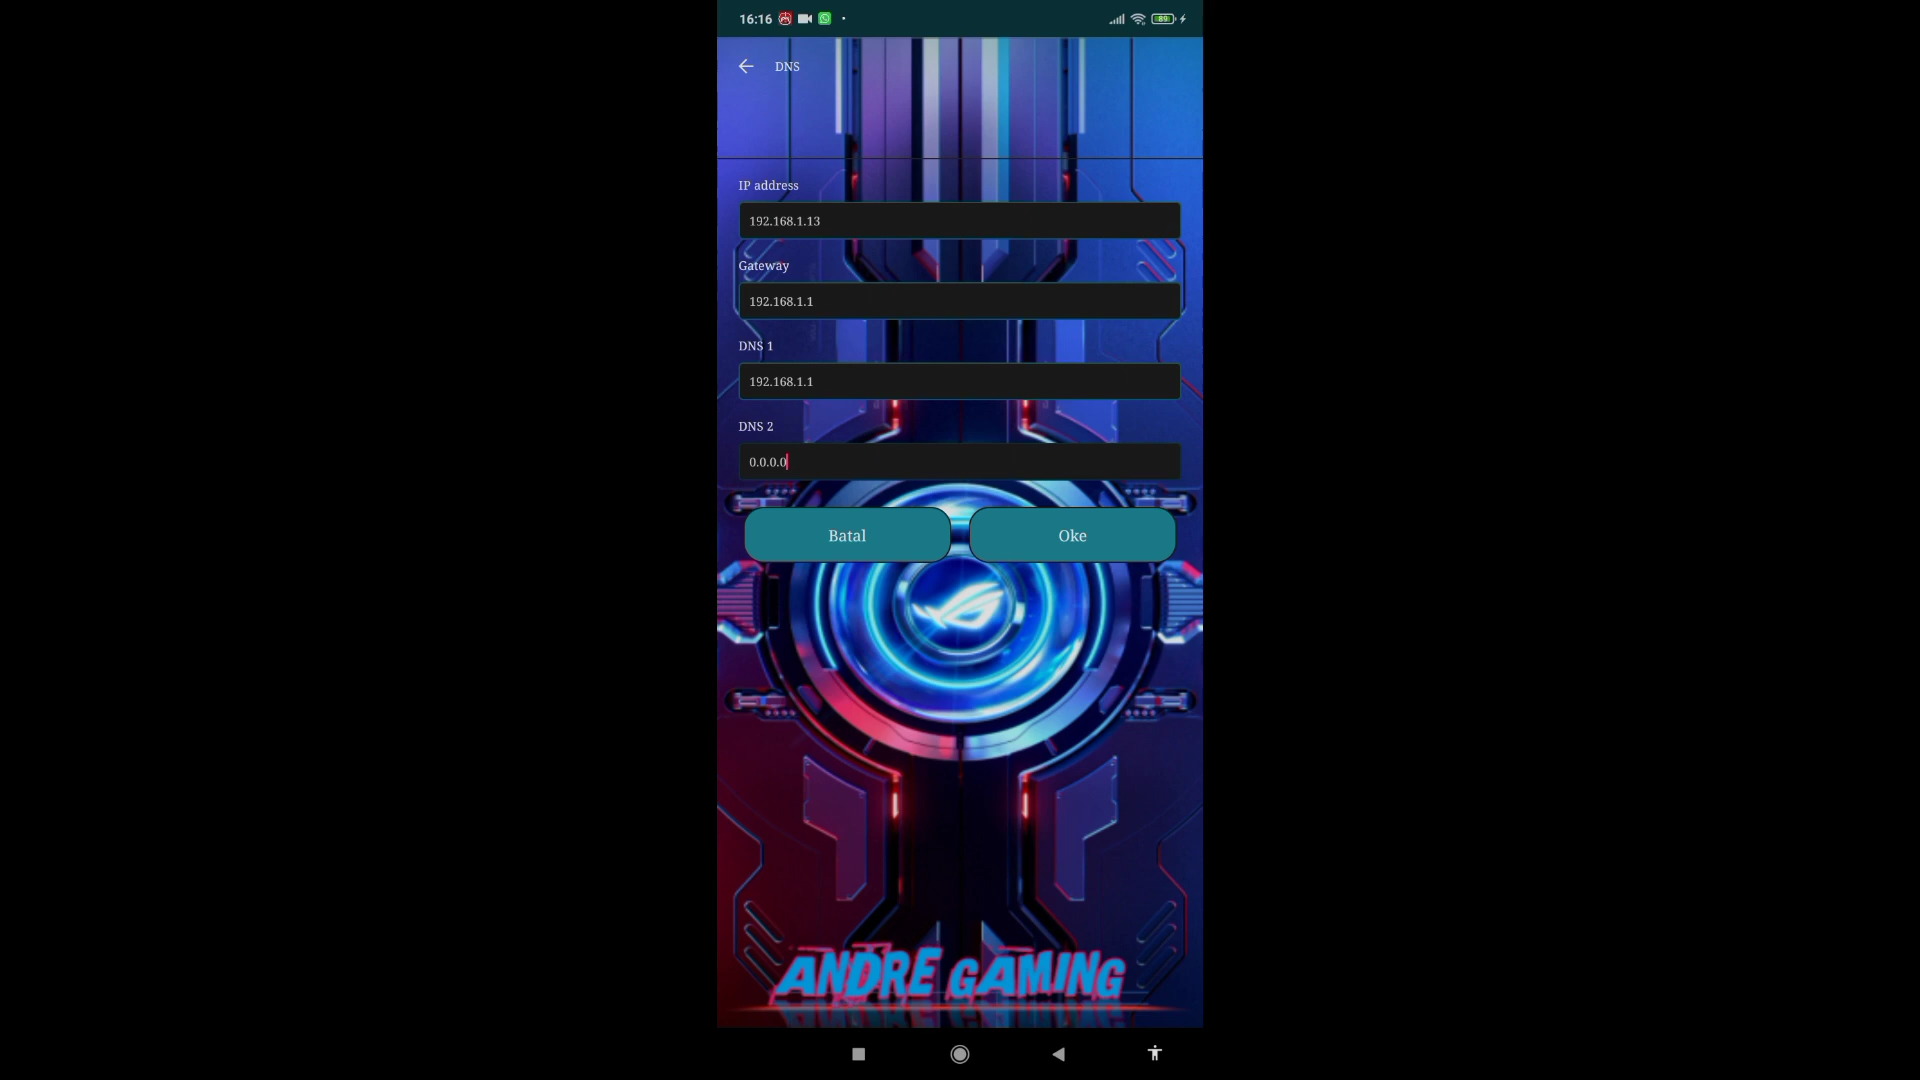 16:16
89
DNS
IP address
192.168.1.13
Gateway
192.168.1.1
DNS 1
192.168.1.1
DNS 2
0.0.0.0
Batal
Oke
ANDRE GAMING